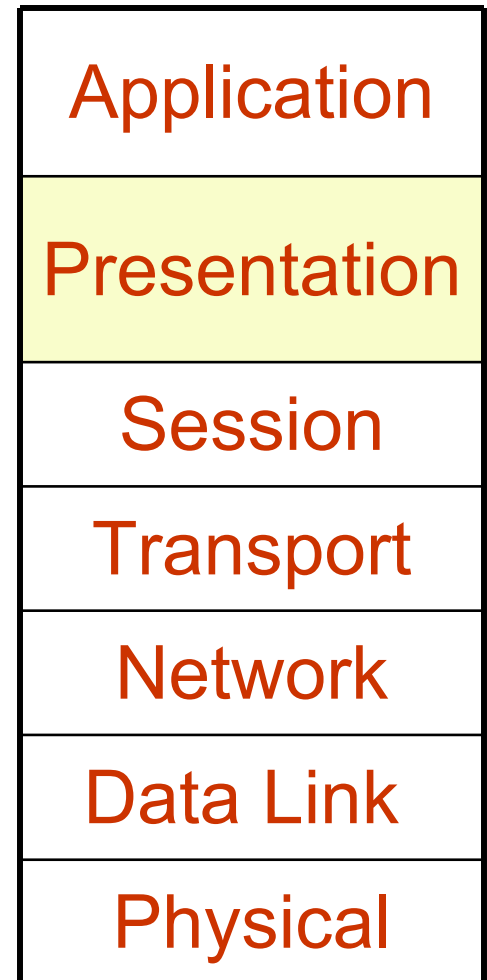 Application
Presentation
Session
Transport
Network
Data Link
Physical